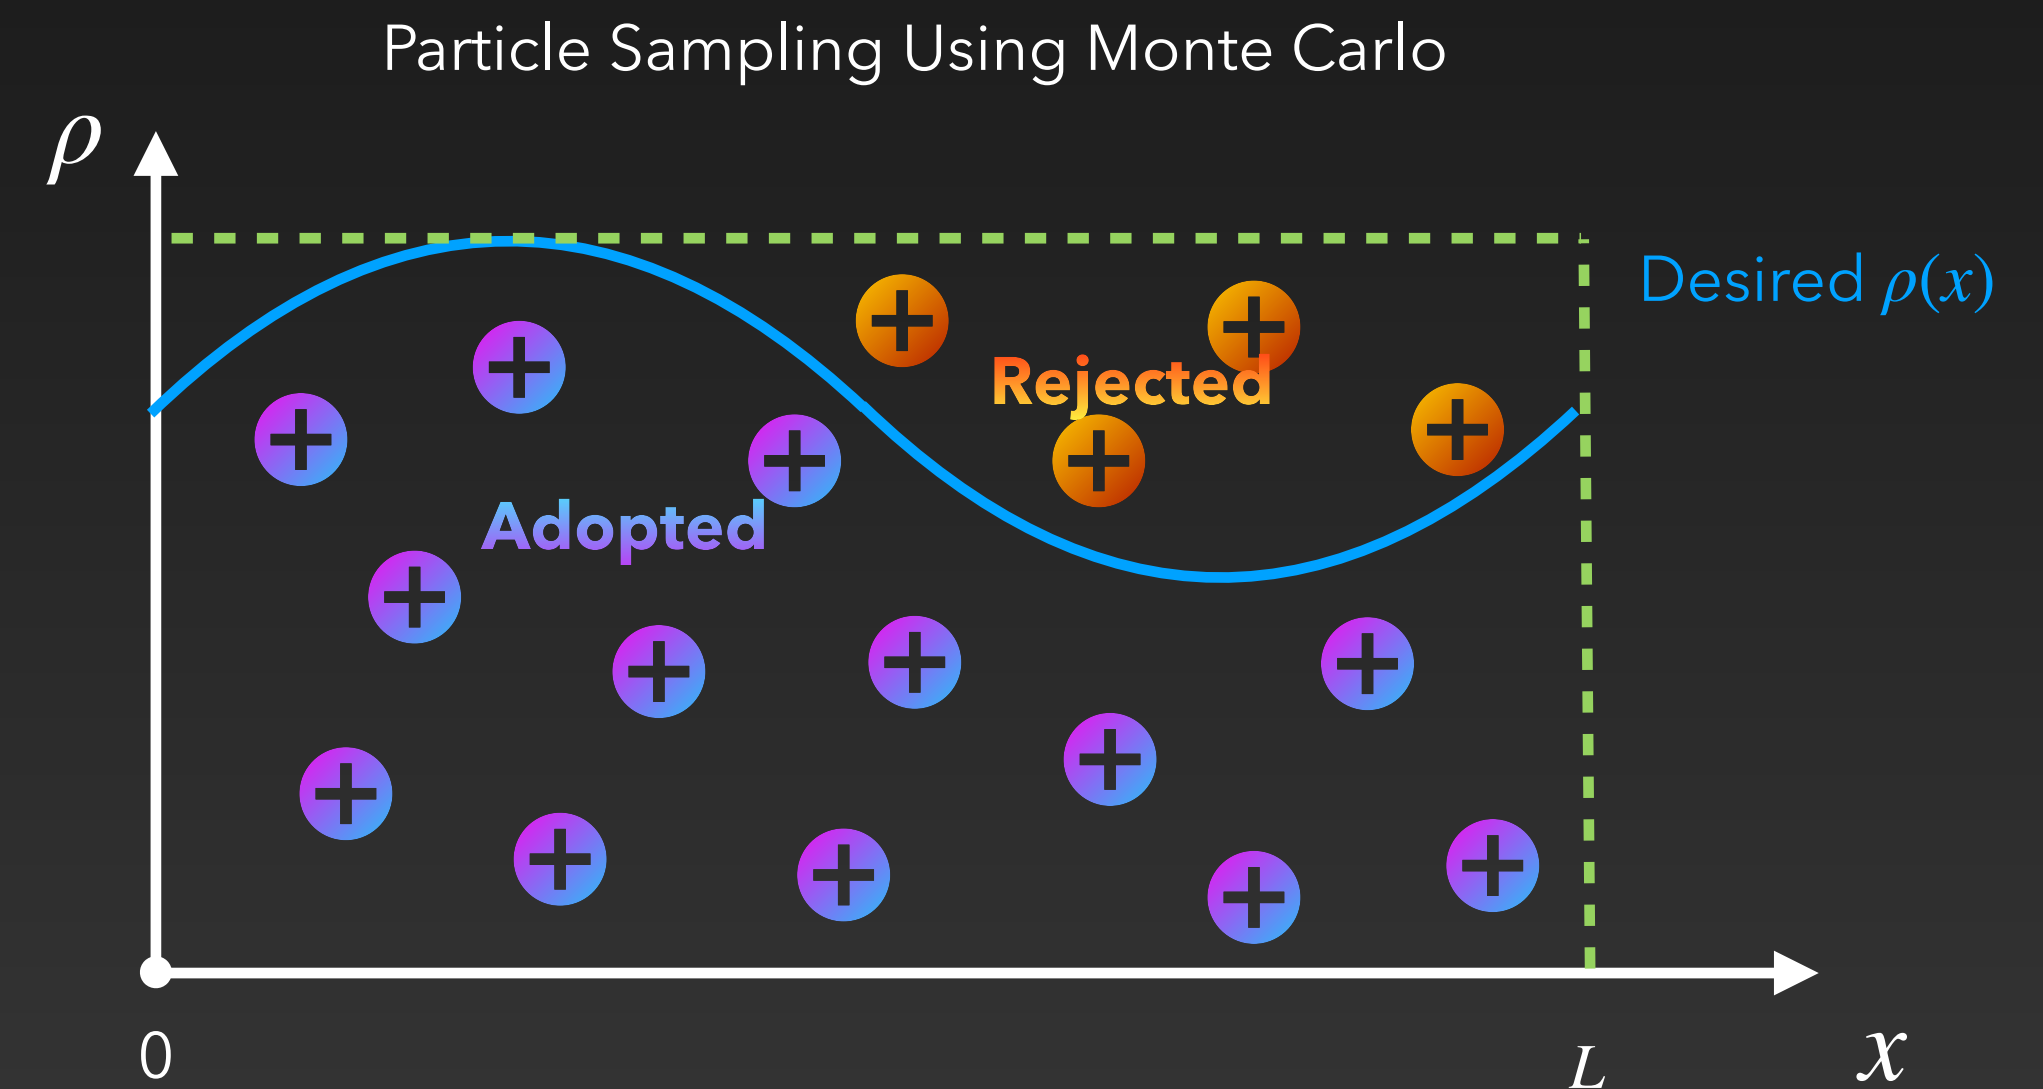 Particle Sampling Using Monte Carlo
ρ
Desired ρ(x)
Rejected
Adopted
0
L
x